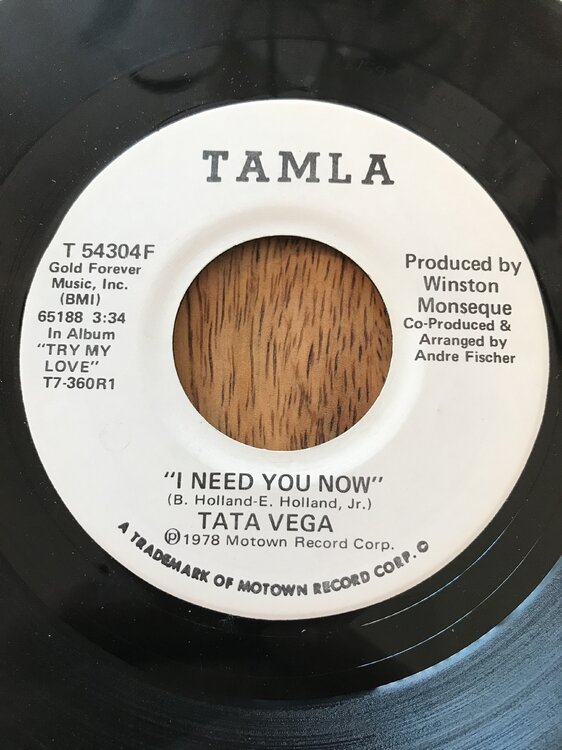 TAMLA
T 54304F
Gold Forever
Music, Inc.
(BMI)
65188 3:34
In Album
"TRY MY
LOVE"
T7-360R1
Produced by
Winston
Monseque
Co-Produced &
Arranged by
Andre Fischer
"I NEED YOU NOW"
(B. Holland-E. Holland, Jr.)
TATA VEGA
℗1978 Motown Record Corp.
A TRADEMARK OF MOTOWN RECORD CORP. ©